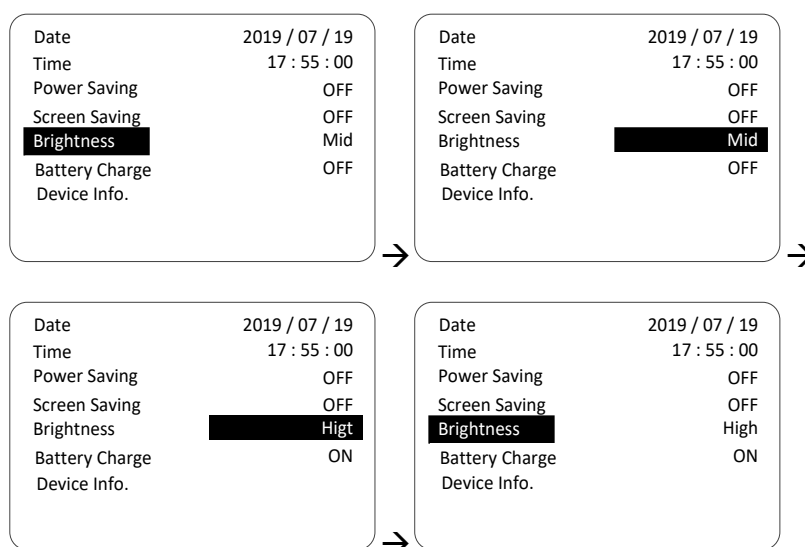 Date 2019 / 07 / 19
Time 17 : 55 : 00
Power Saving OFF
Screen Saving OFF
Brightness Mid
Battery Charge OFF
Device Info.
→
Date 2019 / 07 / 19
Time 17 : 55 : 00
Power Saving OFF
Screen Saving OFF
Brightness Mid
Battery Charge OFF
Device Info.
→
Date 2019 / 07 / 19
Time 17 : 55 : 00
Power Saving OFF
Screen Saving OFF
Brightness Higt
Battery Charge ON
Device Info.
→
Date 2019 / 07 / 19
Time 17 : 55 : 00
Power Saving OFF
Screen Saving OFF
Brightness High
Battery Charge ON
Device Info.